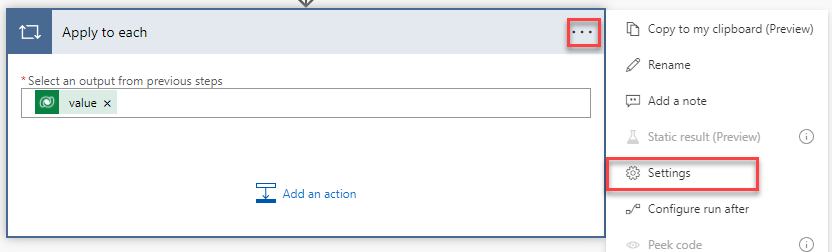 Apply to each
...
* Select an output from previous steps
value ×
Add an action
Copy to my clipboard (Preview)
Rename
Add a note
Static result (Preview)
Settings
Configure run after
Peek code